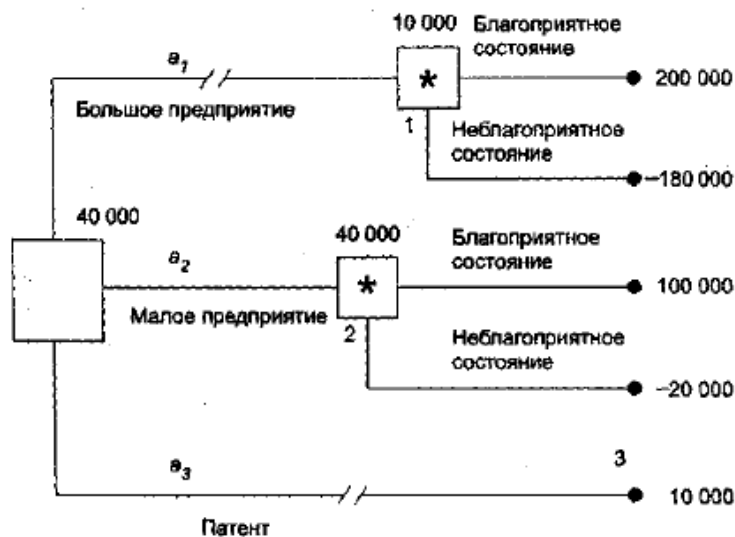 10 000
Благоприятное
состояние
a1
*
200 000
Большое предприятие
1
Неблагоприятное
состояние
–180 000
40 000
40 000
Благоприятное
состояние
a2
*
100 000
Малое предприятие
2
Неблагоприятное
состояние
–20 000
a3
3
10 000
Патент